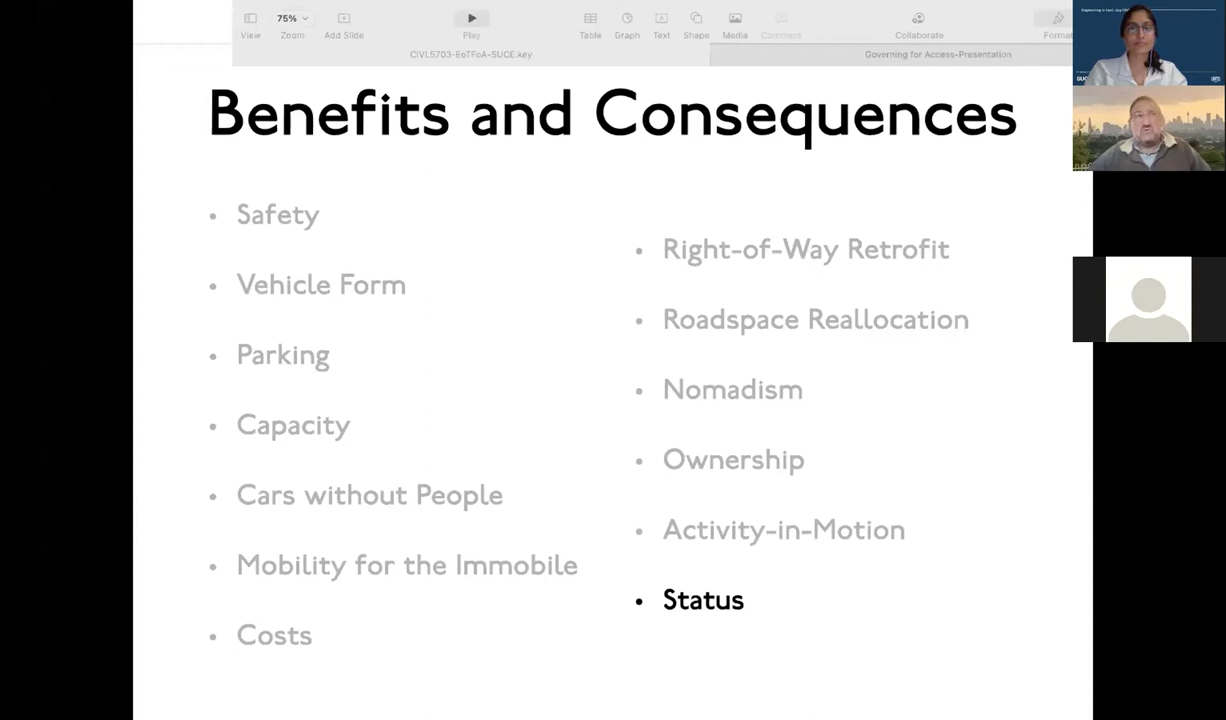 75%
View
Zoom
Add Slide
Play
Table
Graph
Text
Shape
Media
Comment
Collaborate
Format
CIVL5703-EoTFoA-SUCE.key
Governing for Access-Presentation
Benefits and Consequences
• Safety
• Vehicle Form
• Parking
• Capacity
• Cars without People
• Mobility for the Immobile
• Costs
• Right-of-Way Retrofit
• Roadspace Reallocation
• Nomadism
• Ownership
• Activity-in-Motion
• Status